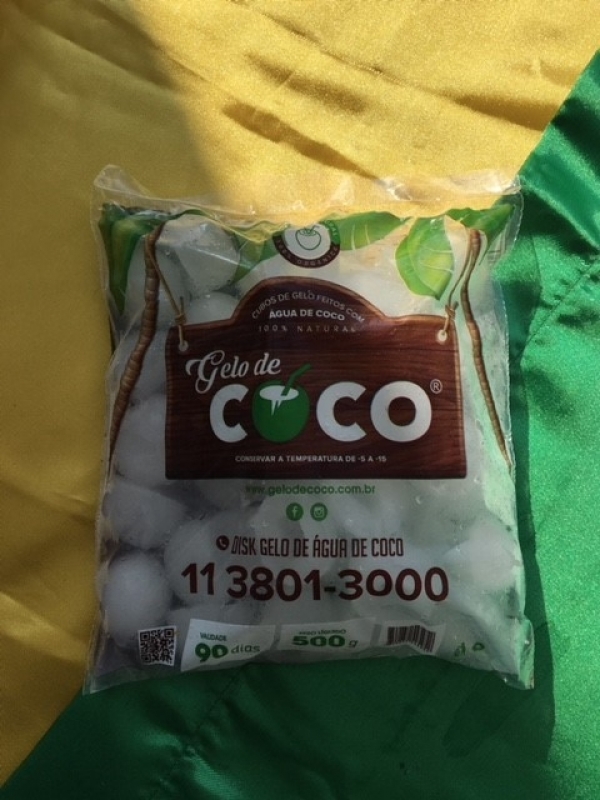 CUBOS DE GELO FEITOS COM
ÁGUA DE COCO
100% NATURAL
Gelo de
COCO®
CONSERVAR A TEMPERATURA DE -5 A -15
www.gelodecoco.com.br
DISK GELO DE ÁGUA DE COCO
11 3801-3000
VALIDADE
90 dias
500 g